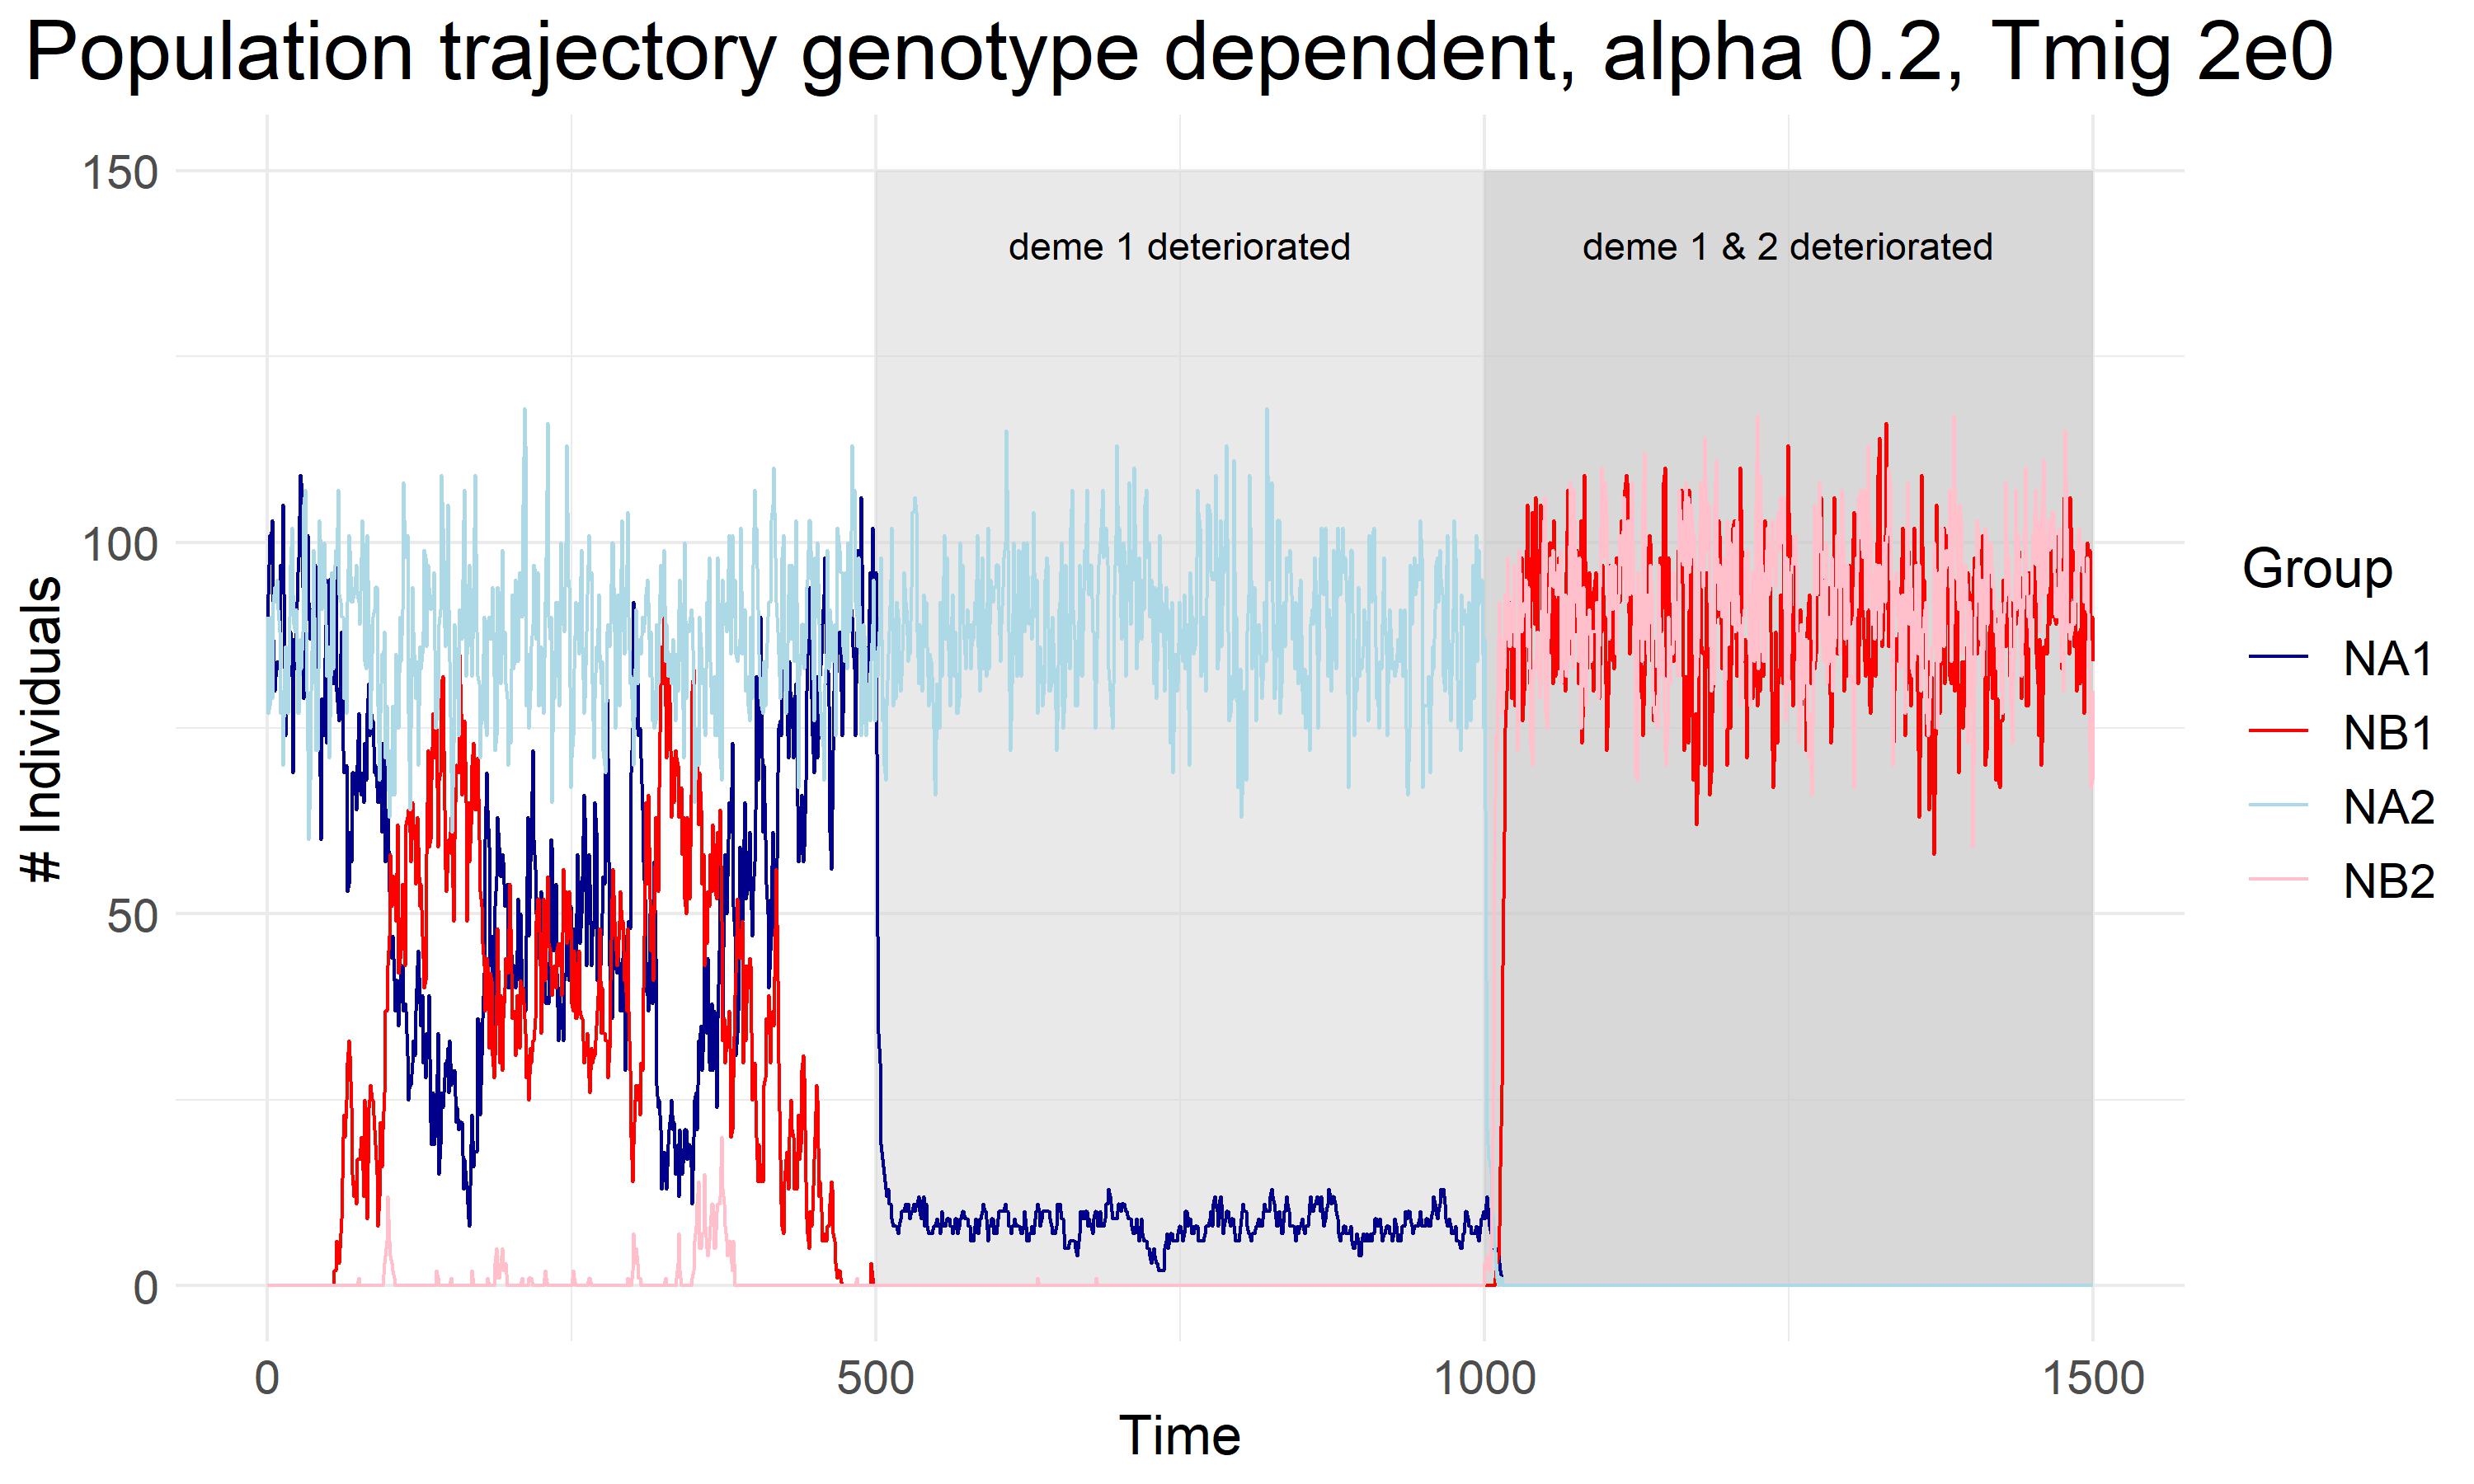 Population trajectory genotype dependent, alpha 0.2, Tmig 2e0
150
100
50
0
# Individuals
deme 1 deteriorated
deme 1 & 2 deteriorated
0
500
1000
1500
Time
Group
NA1
NB1
NA2
NB2